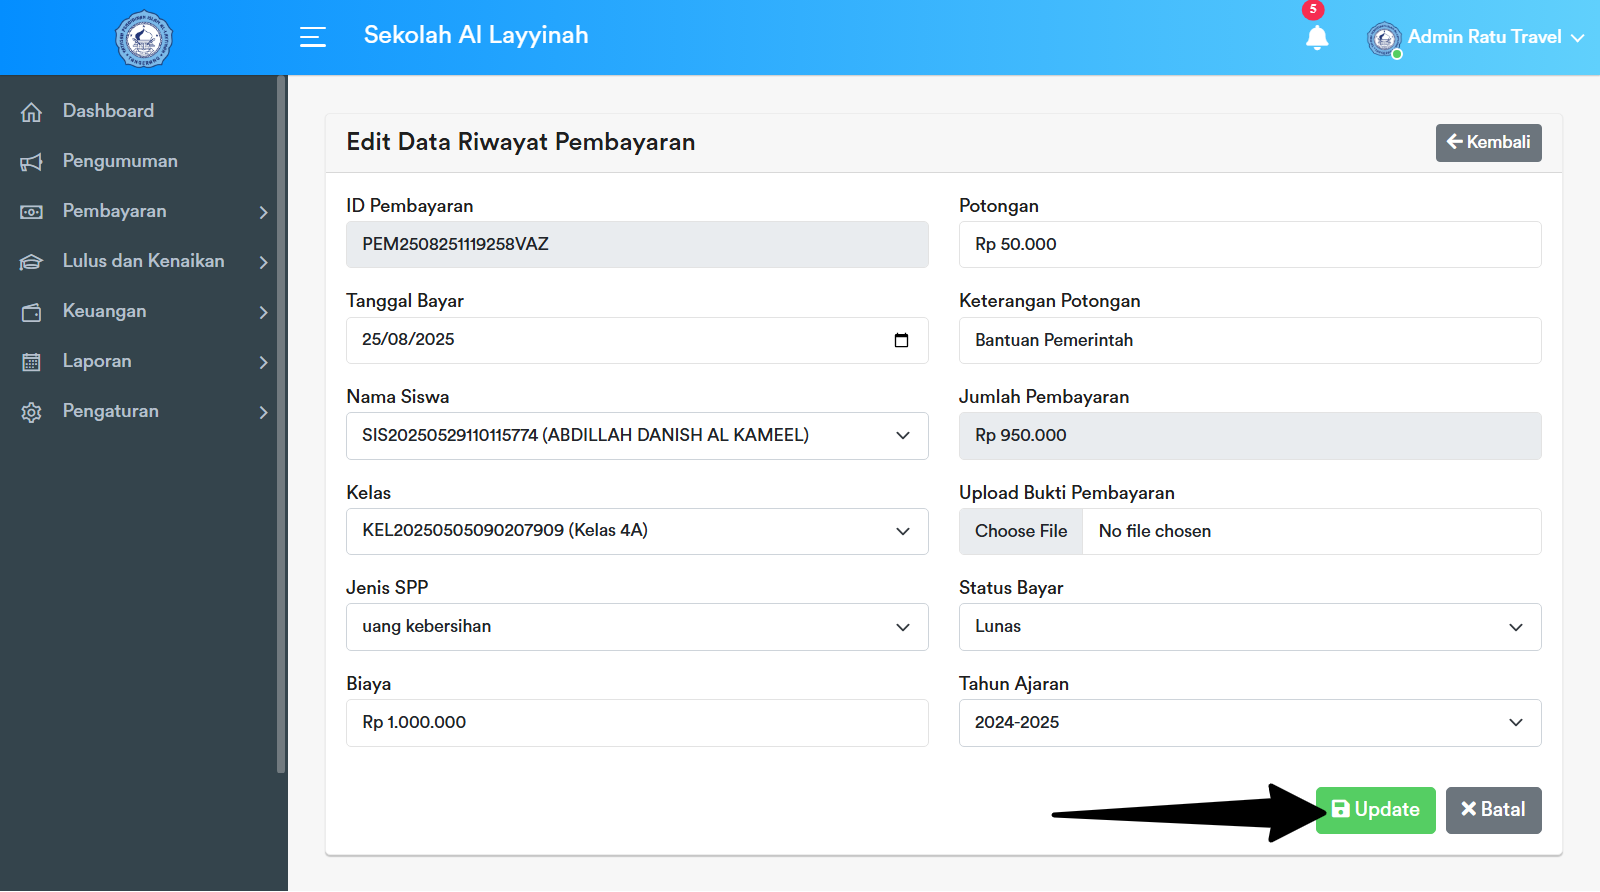 Sekolah Al Layyinah
5
Admin Ratu Travel
Dashboard
Pengumuman
Pembayaran
Lulus dan Kenaikan
Keuangan
Laporan
Pengaturan
Edit Data Riwayat Pembayaran
Kembali
ID Pembayaran
PEM2508251119258VAZ
Tanggal Bayar
25/08/2025
Nama Siswa
SIS20250529110115774 (ABDILLAH DANISH AL KAMEEL)
Kelas
KEL20250505090207909 (Kelas 4A)
Jenis SPP
uang kebersihan
Biaya
Rp 1.000.000
Potongan
Rp 50.000
Keterangan Potongan
Bantuan Pemerintah
Jumlah Pembayaran
Rp 950.000
Upload Bukti Pembayaran
Choose File No file chosen
Status Bayar
Lunas
Tahun Ajaran
2024-2025
Update
Batal